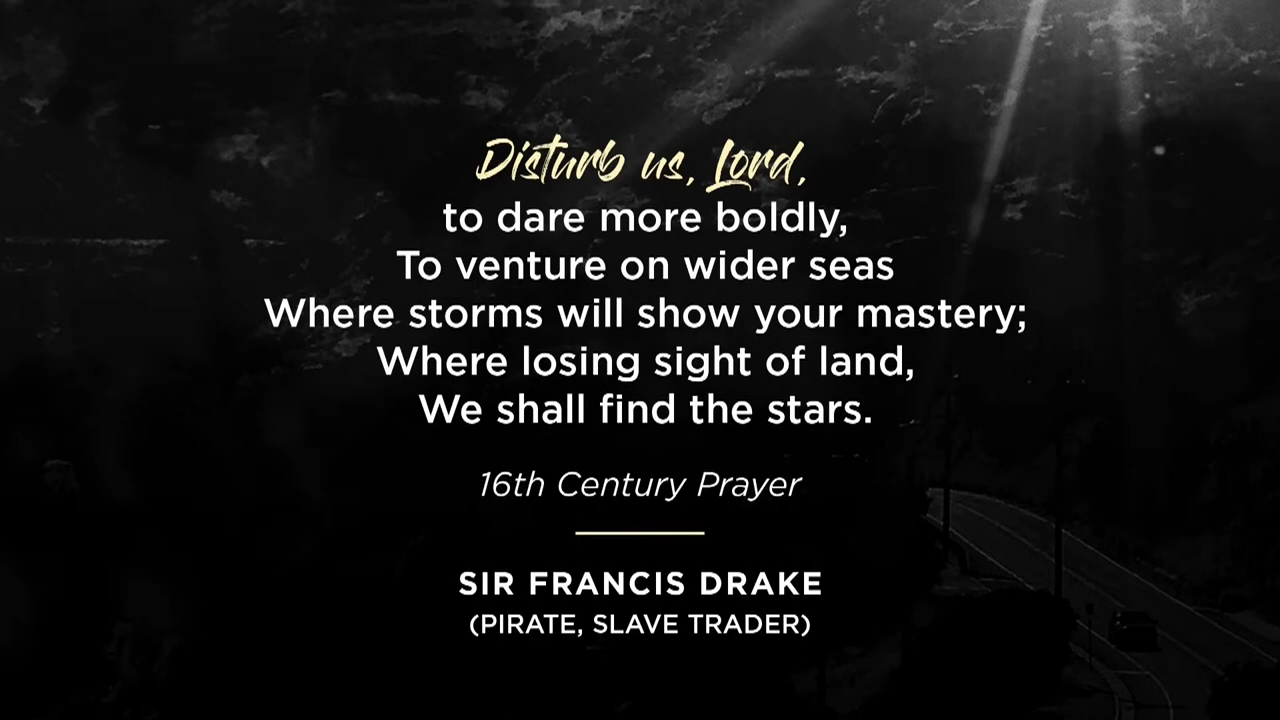 Disturb us, Lord,
to dare more boldly,
To venture on wider seas
Where storms will show your mastery;
Where losing sight of land,
We shall find the stars.
16th Century Prayer
SIR FRANCIS DRAKE
(PIRATE, SLAVE TRADER)